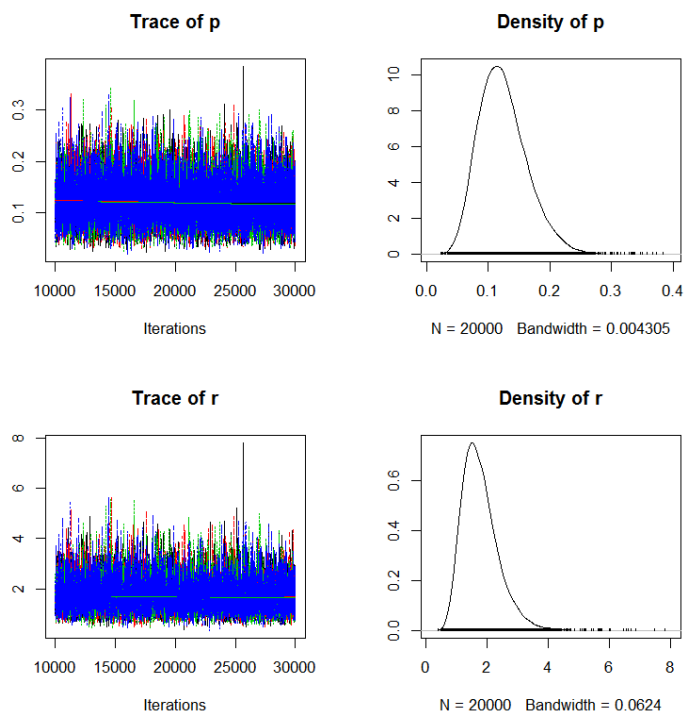 Trace of p
0.3
0.2
0.1
10000 15000 20000 25000 30000
Iterations
Density of p
10
8
6
4
2
0
0.0 0.1 0.2 0.3 0.4
N = 20000 Bandwidth = 0.004305
Trace of r
8
6
4
2
10000 15000 20000 25000 30000
Iterations
Density of r
0.6
0.4
0.2
0.0
0 2 4 6 8
N = 20000 Bandwidth = 0.0624